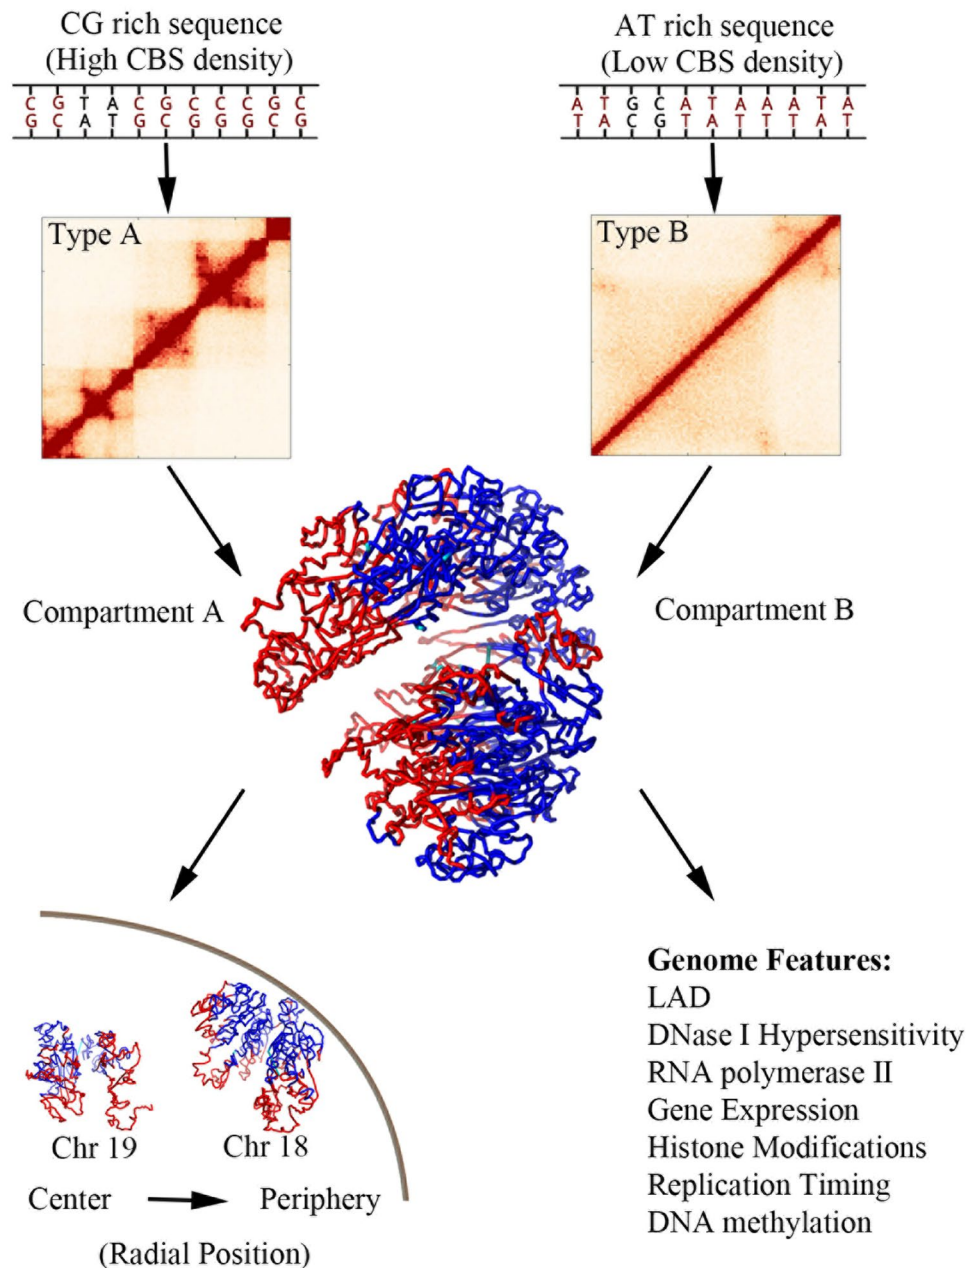 CG rich sequence
(High CBS density)
C G T A C G C C C G C
G C A T G C G G G C G
AT rich sequence
(Low CBS density)
A T G C A T A A A T A
T A C G T A T T T A T
Type A
Type B
Compartment A
Compartment B
Chr 19
Chr 18
Center
Periphery
(Radial Position)
Genome Features:
LAD
DNase I Hypersensitivity
RNA polymerase II
Gene Expression
Histone Modifications
Replication Timing
DNA methylation